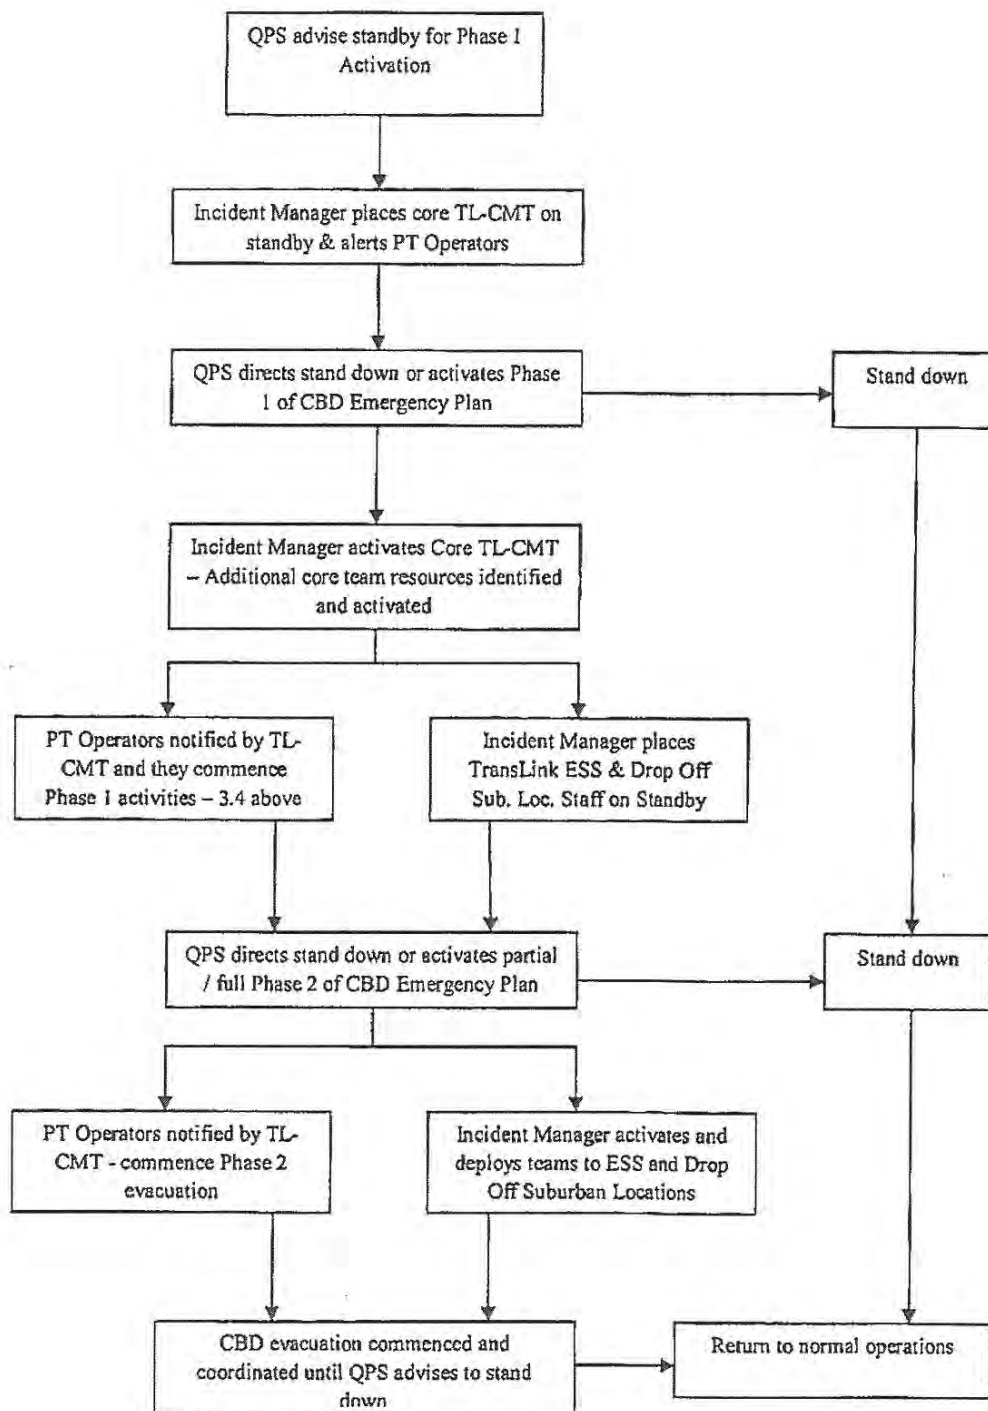 QPS advise standby for Phase 1
Activation
Incident Manager places core TL-CMT on
standby & alerts PT Operators
QPS directs stand down or activates Phase
1 of CBD Emergency Plan
Stand down
Incident Manager activates Core TL-CMT
– Additional core team resources identified
and activated
PT Operators notified by TL-
CMT and they commence
Phase 1 activities – 3.4 above
Incident Manager places
TransLink ESS & Drop Off
Sub. Loc. Staff on Standby
QPS directs stand down or activates partial
/ full Phase 2 of CBD Emergency Plan
Stand down
PT Operators notified by TL-
CMT - commence Phase 2
evacuation
Incident Manager activates and
deploys teams to ESS and Drop
Off Suburban Locations
CBD evacuation commenced and
coordinated until QPS advises to stand
down
Return to normal operations